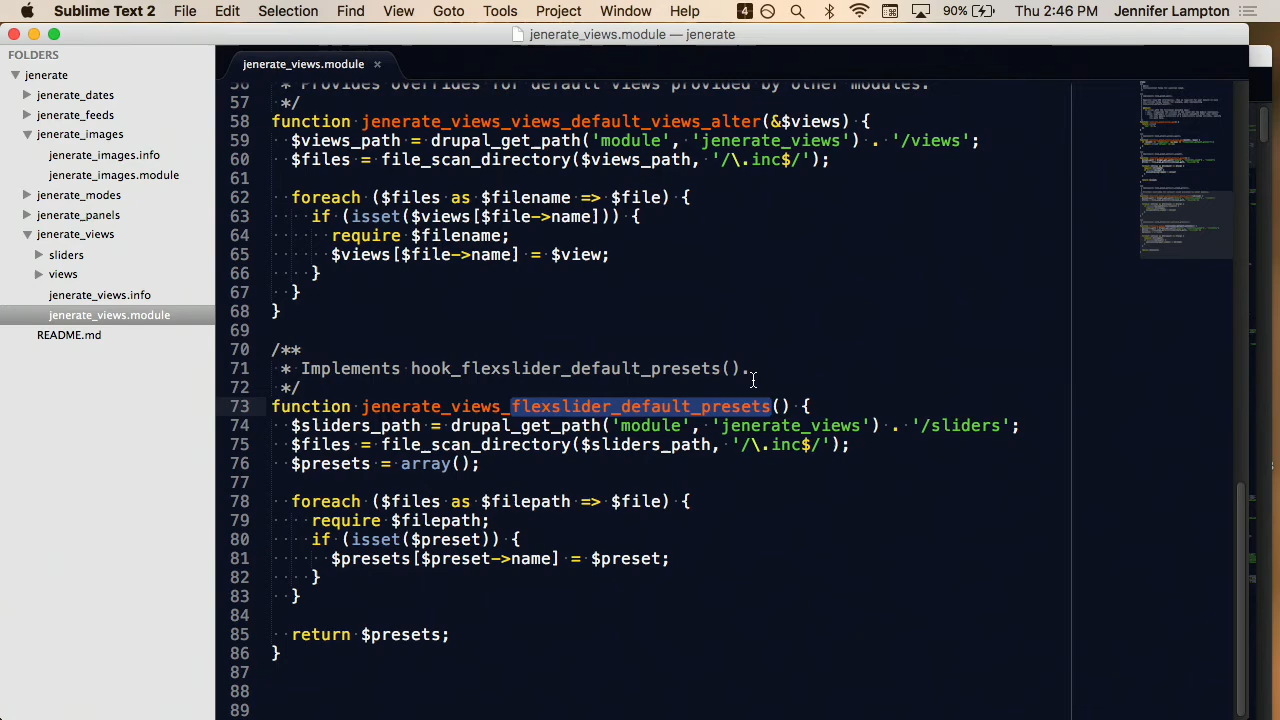 Sublime Text 2 File Edit Selection Find View Goto Tools Project Window Help 4 90% Thu 2:46 PM Jennifer Lampton
jenerate_views.module — jenerate
FOLDERS
jenerate
jenerate_dates
jenerate_feeds
jenerate_images
jenerate_images.info
jenerate_images.module
jenerate_modes
jenerate_panels
jenerate_views
sliders
views
jenerate_views.info
jenerate_views.module
README.md
jenerate_views.module ×
56 * Provides overrides for default views provided by other modules.
57 */
58 function jenerate_views_views_default_views_alter(&$views) {
59 $views_path = drupal_get_path('module', 'jenerate_views') . '/views';
60 $files = file_scan_directory($views_path, '/\.inc$/');
61
62 foreach ($files as $filename => $file) {
63 if (isset($views[$file->name])) {
64 require $filename;
65 $views[$file->name] = $view;
66 }
67 }
68 }
69
70 /**
71 * Implements hook_flexslider_default_presets().
72 */
73 function jenerate_views_flexslider_default_presets() {
74 $sliders_path = drupal_get_path('module', 'jenerate_views') . '/sliders';
75 $files = file_scan_directory($sliders_path, '/\.inc$/');
76 $presets = array();
77
78 foreach ($files as $filepath => $file) {
79 require $filepath;
80 if (isset($preset)) {
81 $presets[$preset->name] = $preset;
82 }
83 }
84
85 return $presets;
86 }
87
88
89